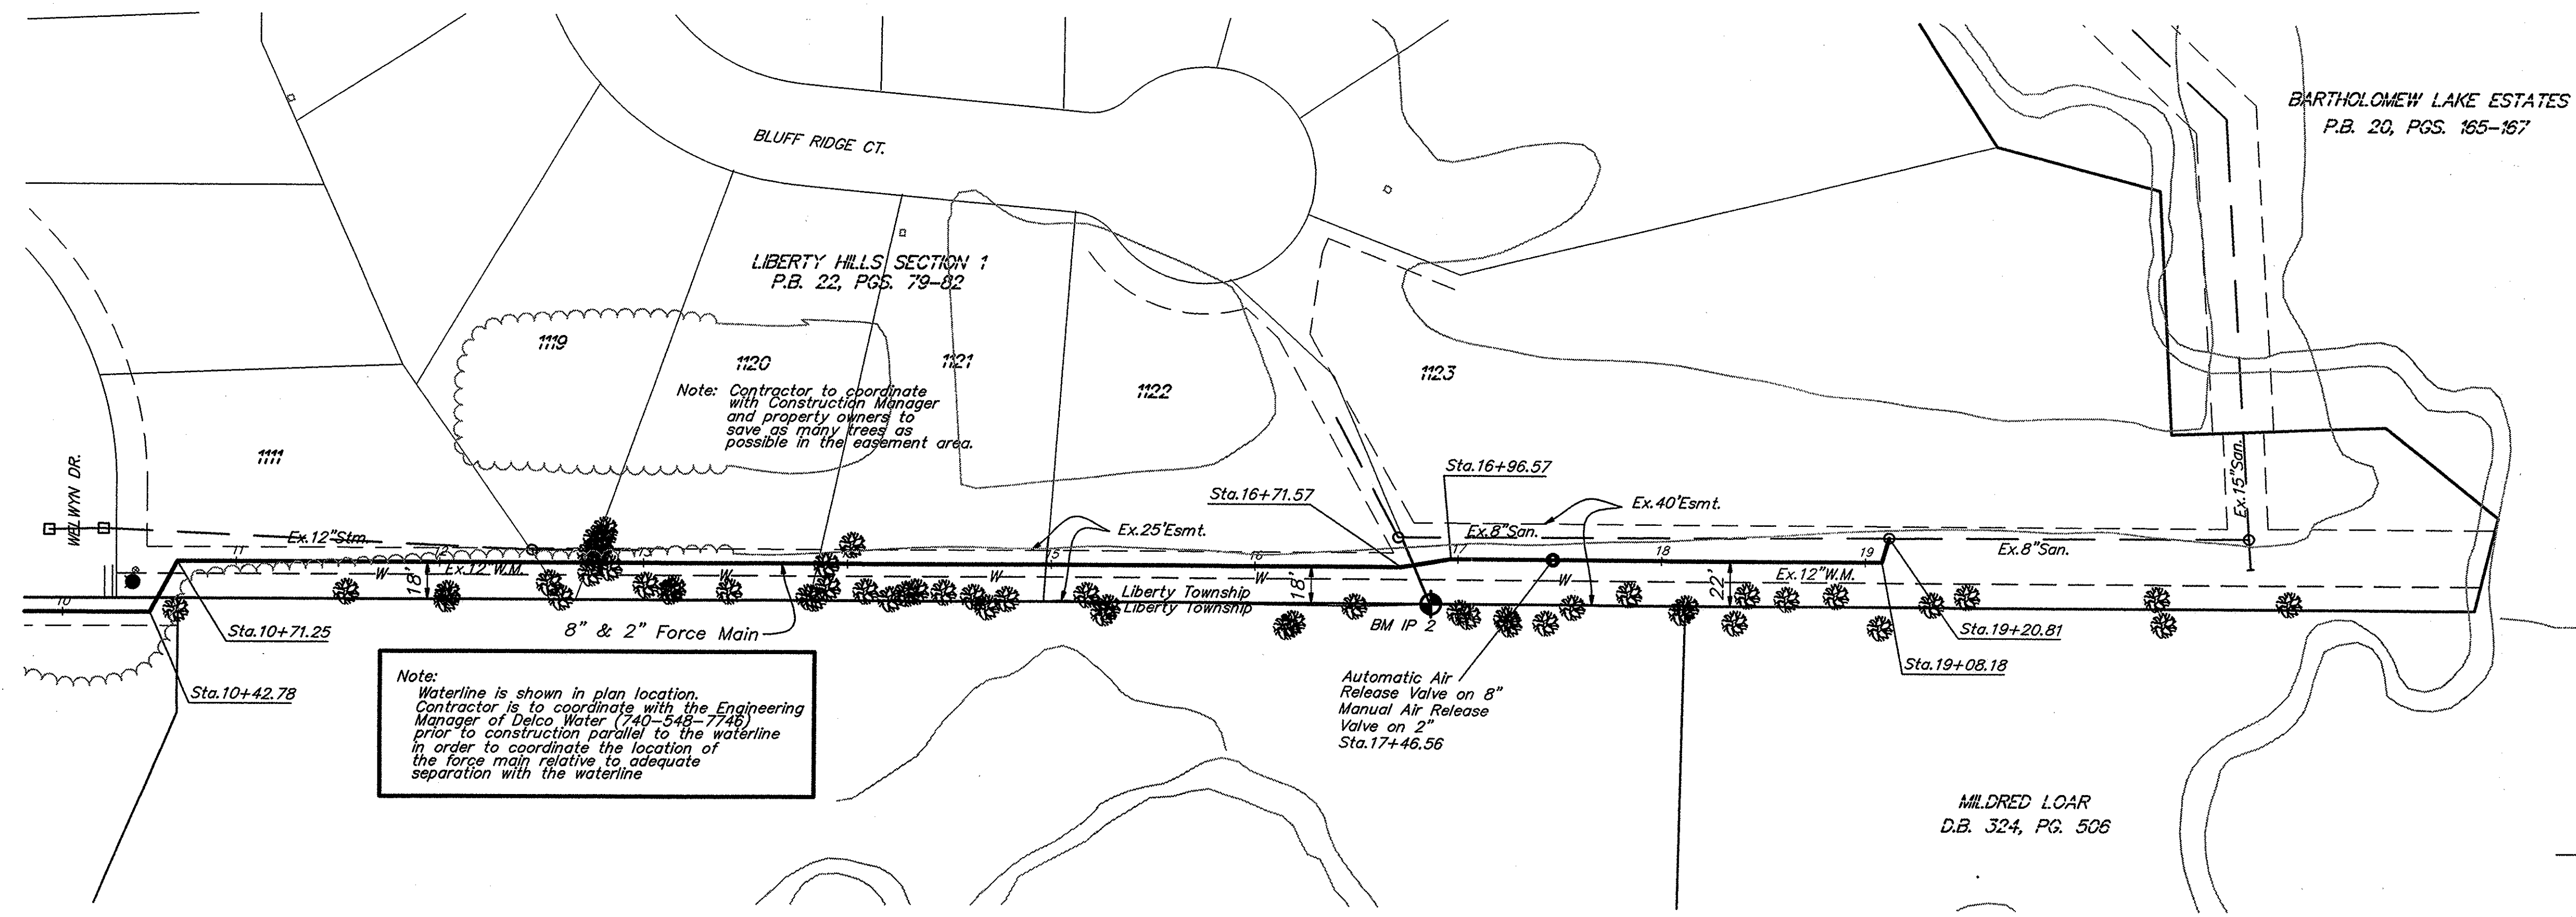 BARTHOLOMEW LAKE ESTATES
P.B. 20, PGS. 165-167
BLUFF RIDGE CT.
LIBERTY HILLS SECTION 1
P.B. 22, PGS. 79-82
1119
1120
1121
1122
1123
1111
Note: Contractor to coordinate
with Construction Manager
and property owners to
save as many trees as
possible in the easement area.
WELWYN DR.
Sta.16+96.57
Sta.16+71.57
Ex.15"San.
Ex.40'Esmt.
Ex.25'Esmt.
Ex.12"Stm.
Ex.8"San.
Ex.8"San.
11
12
13
15
16
17
18
19
Ex.12"W.M.
W
W
W
W
W
Ex.12"W.M.
18'
18'
22'
10
Liberty Township
Liberty Township
8" & 2" Force Main
BM IP 2
Sta.10+71.25
Sta.10+42.78
Sta.19+20.81
Sta.19+08.18
Automatic Air
Release Valve on 8"
Manual Air Release
Valve on 2"
Sta.17+46.56
Note:
Waterline is shown in plan location.
Contractor is to coordinate with the Engineering
Manager of Delco Water (740-548-7746)
prior to construction parallel to the waterline
in order to coordinate the location of
the force main relative to adequate
separation with the waterline
MILDRED LOAR
D.B. 324, PG. 506